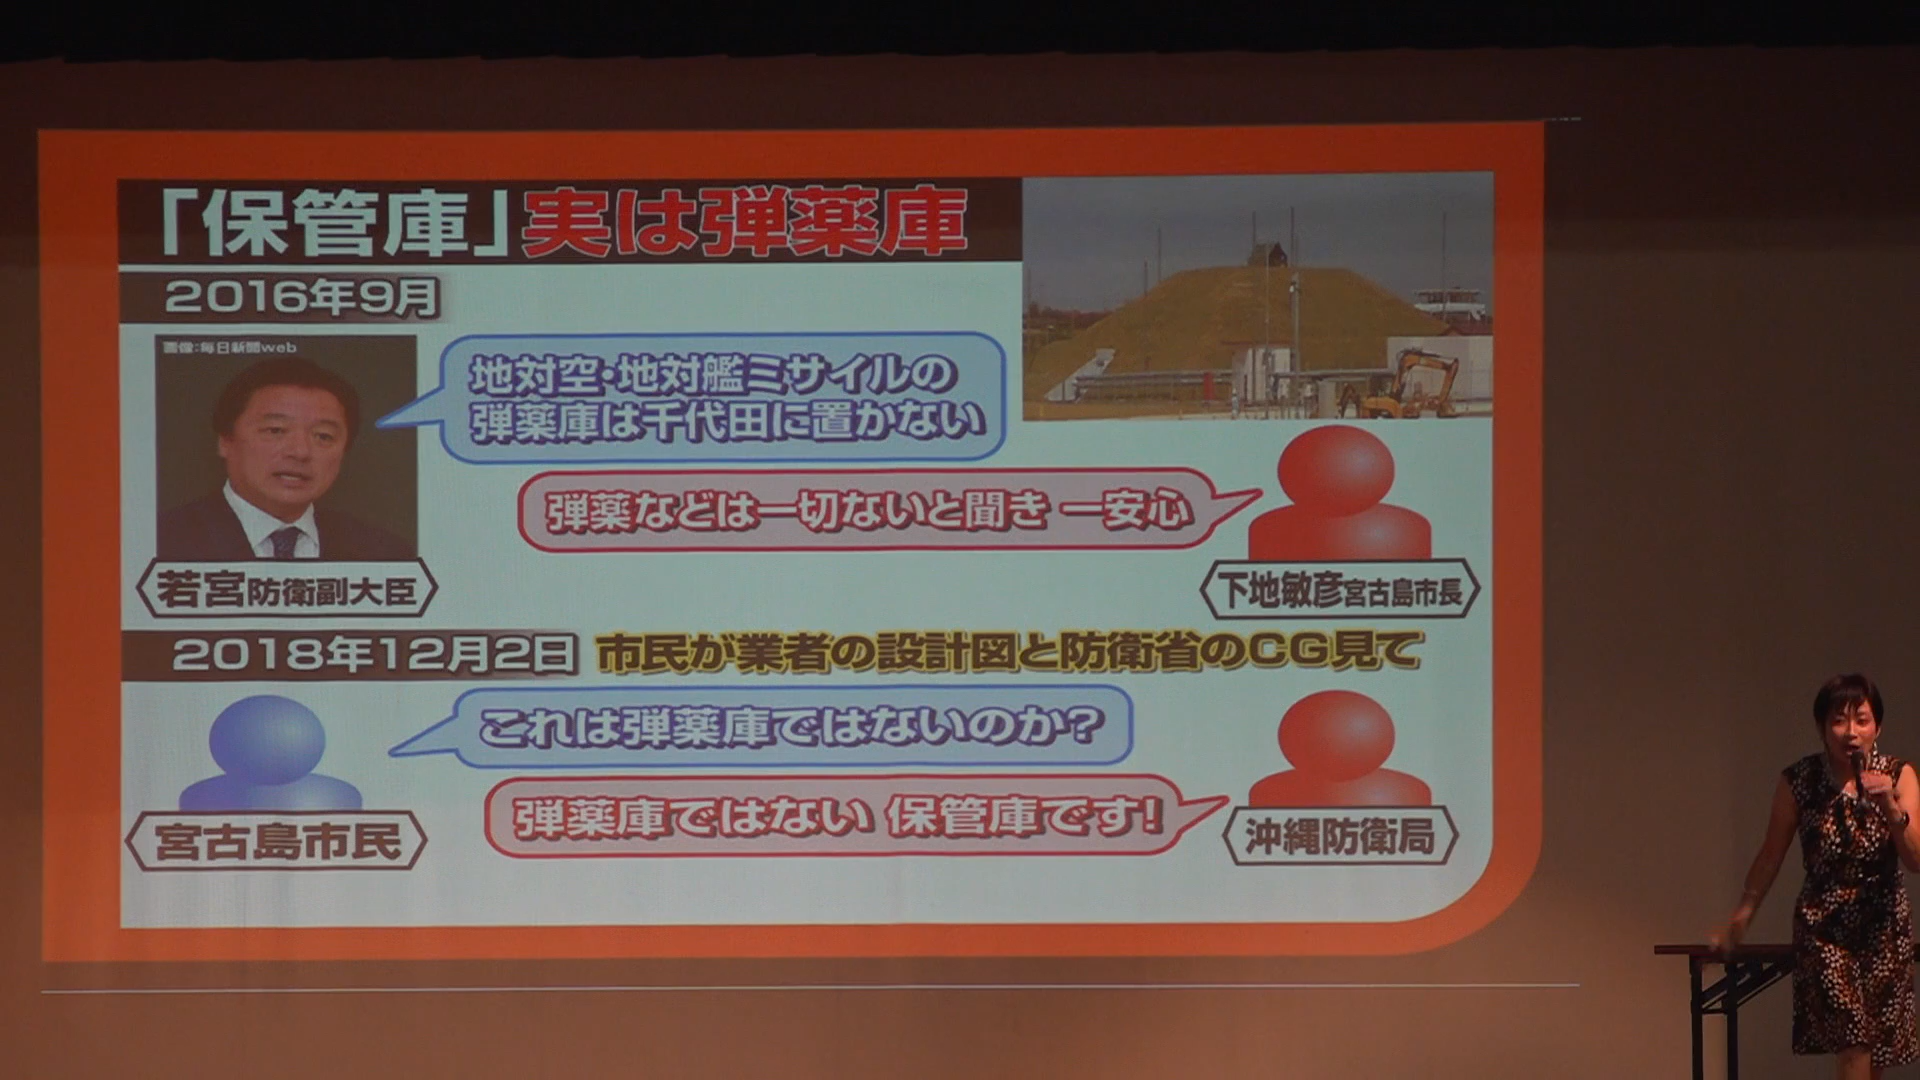 「保管庫」実は弾薬庫
2016年9月
画像:毎日新聞web
地対空・地対艦ミサイルの
弾薬庫は千代田に置かない
弾薬などは一切ないと聞き 一安心
若宮防衛副大臣
下地敏彦宮古島市長
2018年12月2日 市民が業者の設計図と防衛省のCG見て
これは弾薬庫ではないのか?
弾薬庫ではない 保管庫です!
宮古島市民
沖縄防衛局